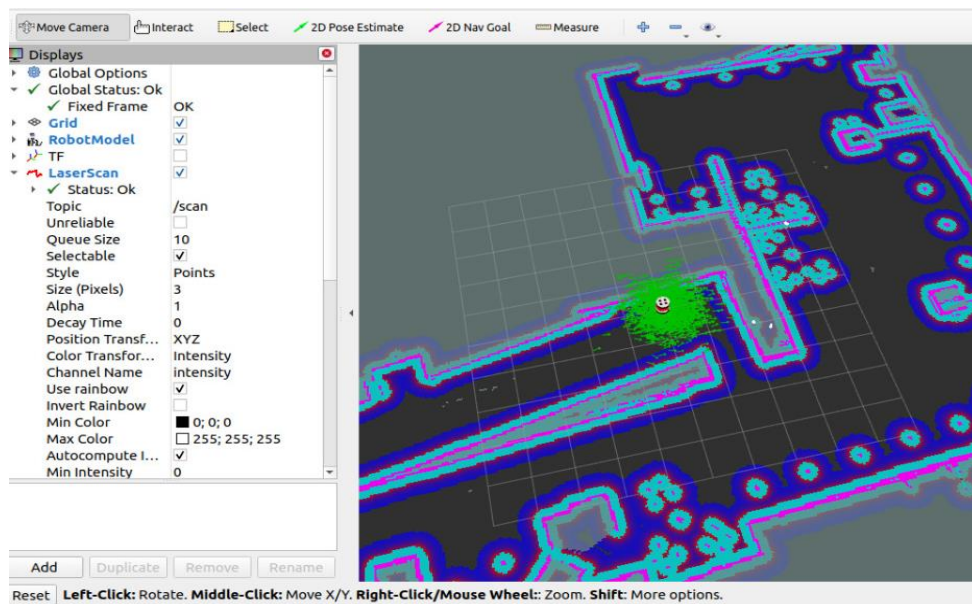 Move Camera Interact Select 2D Pose Estimate 2D Nav Goal Measure
Displays
Global Options
Global Status: Ok
Fixed Frame OK
Grid
RobotModel
TF
LaserScan
Status: Ok
Topic /scan
Unreliable
Queue Size 10
Selectable
Style Points
Size (Pixels) 3
Alpha 1
Decay Time 0
Position Transf... XYZ
Color Transfor... Intensity
Channel Name intensity
Use rainbow
Invert Rainbow
Min Color 0; 0; 0
Max Color 255; 255; 255
Autocompute I...
Min Intensity 0
Add Duplicate Remove Rename
Reset Left-Click: Rotate. Middle-Click: Move X/Y. Right-Click/Mouse Wheel:: Zoom. Shift: More options.